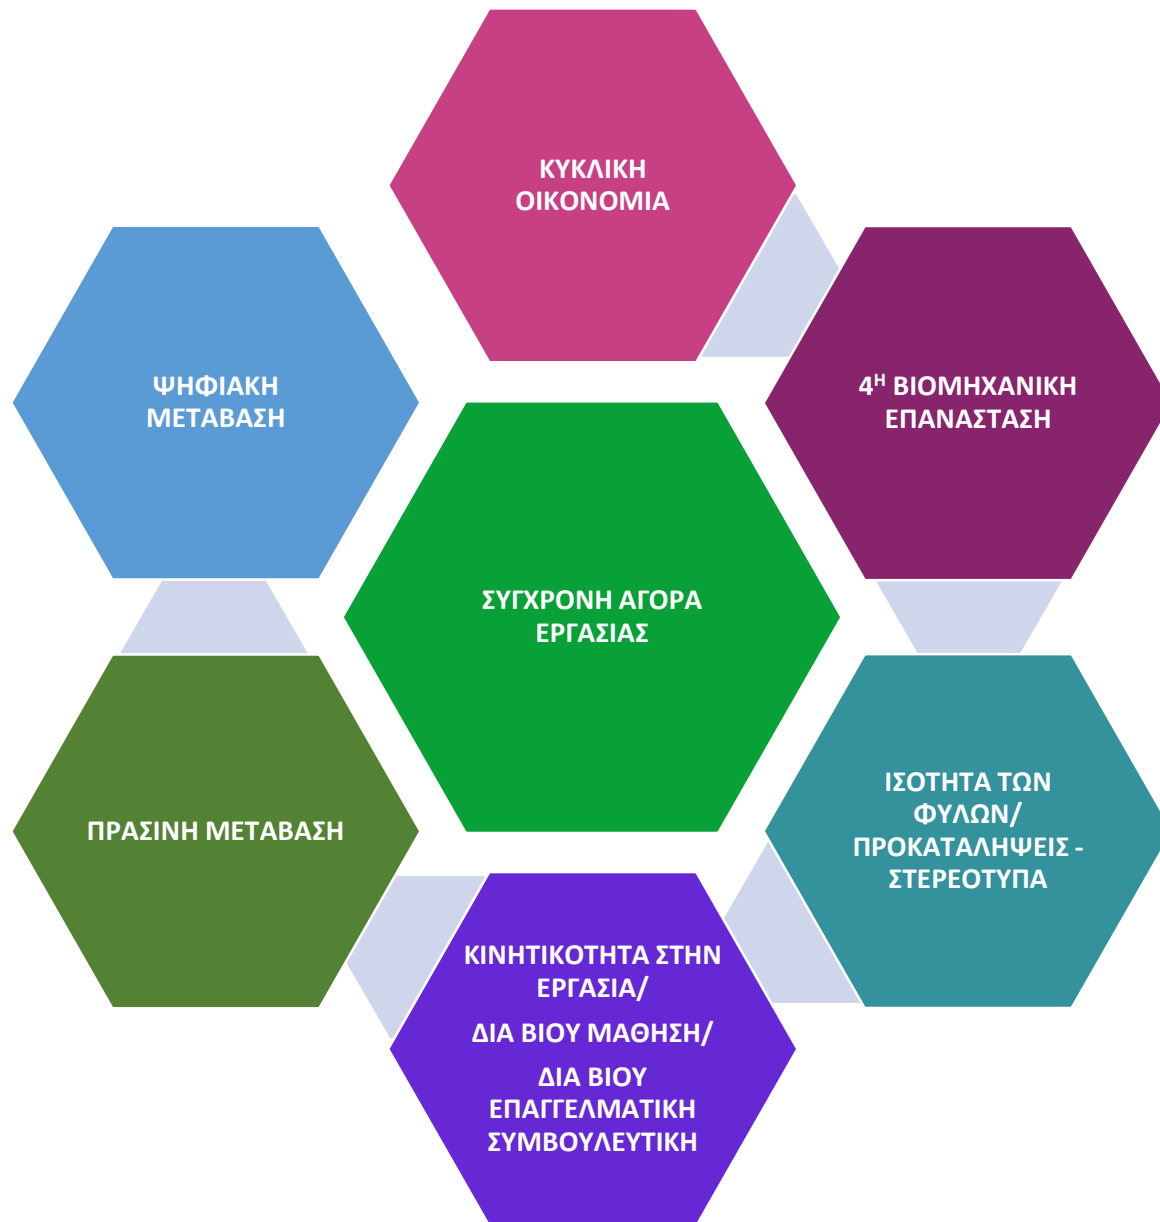 ΚΥΚΛΙΚΗ
ΟΙΚΟΝΟΜΙΑ
4Η ΒΙΟΜΗΧΑΝΙΚΗ
ΕΠΑΝΑΣΤΑΣΗ
ΙΣΟΤΗΤΑ ΤΩΝ
ΦΥΛΩΝ/
ΠΡΟΚΑΤΑΛΗΨΕΙΣ -
ΣΤΕΡΕΟΤΥΠΑ
ΚΙΝΗΤΙΚΟΤΗΤΑ ΣΤΗΝ
ΕΡΓΑΣΙΑ/
ΔΙΑ ΒΙΟΥ ΜΑΘΗΣΗ/
ΔΙΑ ΒΙΟΥ
ΕΠΑΓΓΕΛΜΑΤΙΚΗ
ΣΥΜΒΟΥΛΕΥΤΙΚΗ
ΠΡΑΣΙΝΗ ΜΕΤΑΒΑΣΗ
ΨΗΦΙΑΚΗ
ΜΕΤΑΒΑΣΗ
ΣΥΓΧΡΟΝΗ ΑΓΟΡΑ
ΕΡΓΑΣΙΑΣ